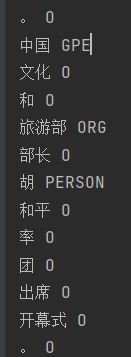 。 O
中国 GPE
文化 O
和 O
旅游部 ORG
部长 O
胡 PERSON
和平 O
率 O
团 O
出席 O
开幕式 O
。 O